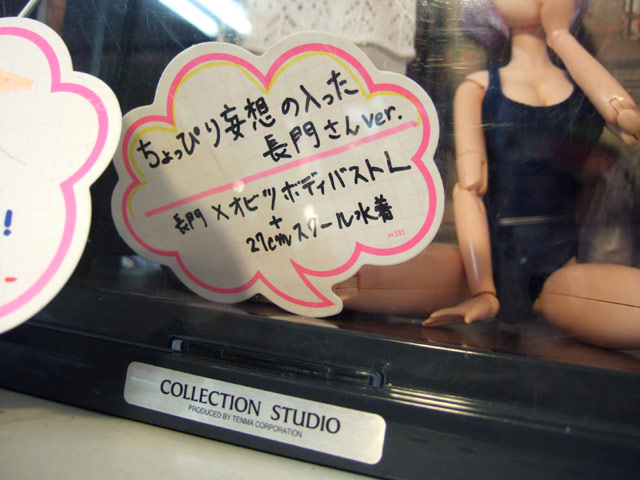 ちょっぴり妄想の入った
長門さんver.
長門×オビツボディバストL
+
27cmスクール水着
H355
COLLECTION STUDIO
PRODUCED BY TENMA CORPORATION
!